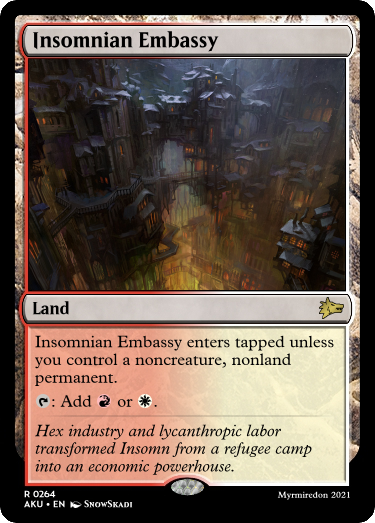 Insomnian Embassy
Land
Insomnian Embassy enters tapped unless
you control a noncreature, nonland
permanent.
: Add or .
Hex industry and lycanthropic labor
transformed Insomn from a refugee camp
into an economic powerhouse.
R 0264
AKU • EN SnowSkadi
Myrmiredon 2021